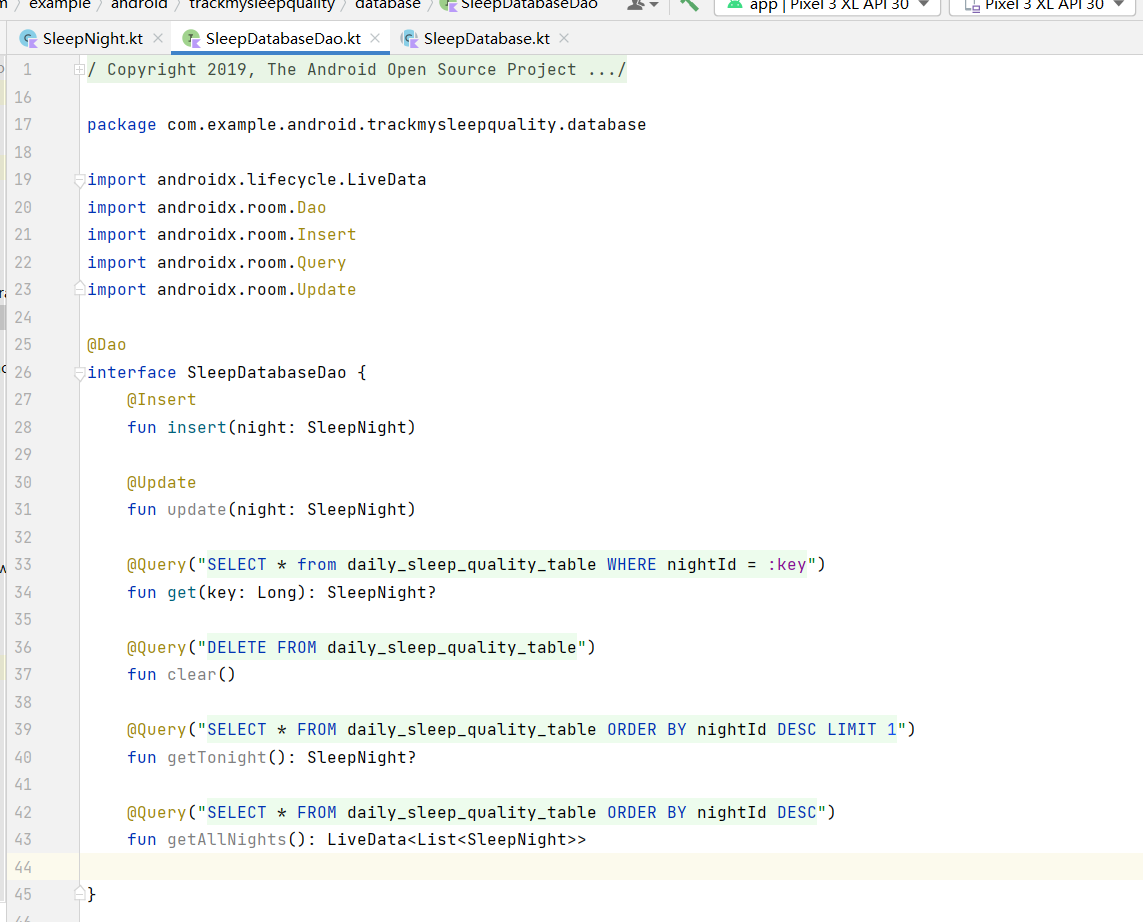 example android trackmysleepquality database SleepDatabaseDao app | Pixel 3 XL API 30 Pixel 3 XL API 30
SleepNight.kt SleepDatabaseDao.kt SleepDatabase.kt
1 / Copyright 2019, The Android Open Source Project .../
16
17 package com.example.android.trackmysleepquality.database
18
19 import androidx.lifecycle.LiveData
20 import androidx.room.Dao
21 import androidx.room.Insert
22 import androidx.room.Query
23 import androidx.room.Update
24
25 @Dao
26 interface SleepDatabaseDao {
27 @Insert
28 fun insert(night: SleepNight)
29
30 @Update
31 fun update(night: SleepNight)
32
33 @Query("SELECT * from daily_sleep_quality_table WHERE nightId = :key")
34 fun get(key: Long): SleepNight?
35
36 @Query("DELETE FROM daily_sleep_quality_table")
37 fun clear()
38
39 @Query("SELECT * FROM daily_sleep_quality_table ORDER BY nightId DESC LIMIT 1")
40 fun getTonight(): SleepNight?
41
42 @Query("SELECT * FROM daily_sleep_quality_table ORDER BY nightId DESC")
43 fun getAllNights(): LiveData<List<SleepNight>>
44
45 }
46